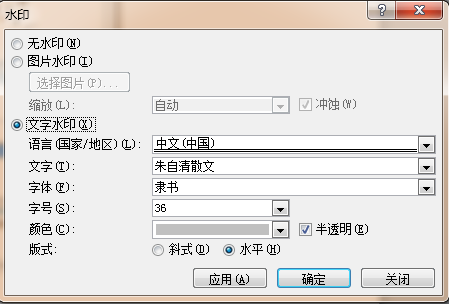 水印
无水印(N)
图片水印(I)
选择图片(P)...
缩放(L): 自动 冲蚀(W)
文字水印(X)
语言(国家/地区)(L): 中文(中国)
文字(T): 朱自清散文
字体(F): 隶书
字号(S): 36
颜色(C): 半透明(E)
版式: 斜式(D) 水平(H)
应用(A) 确定 关闭